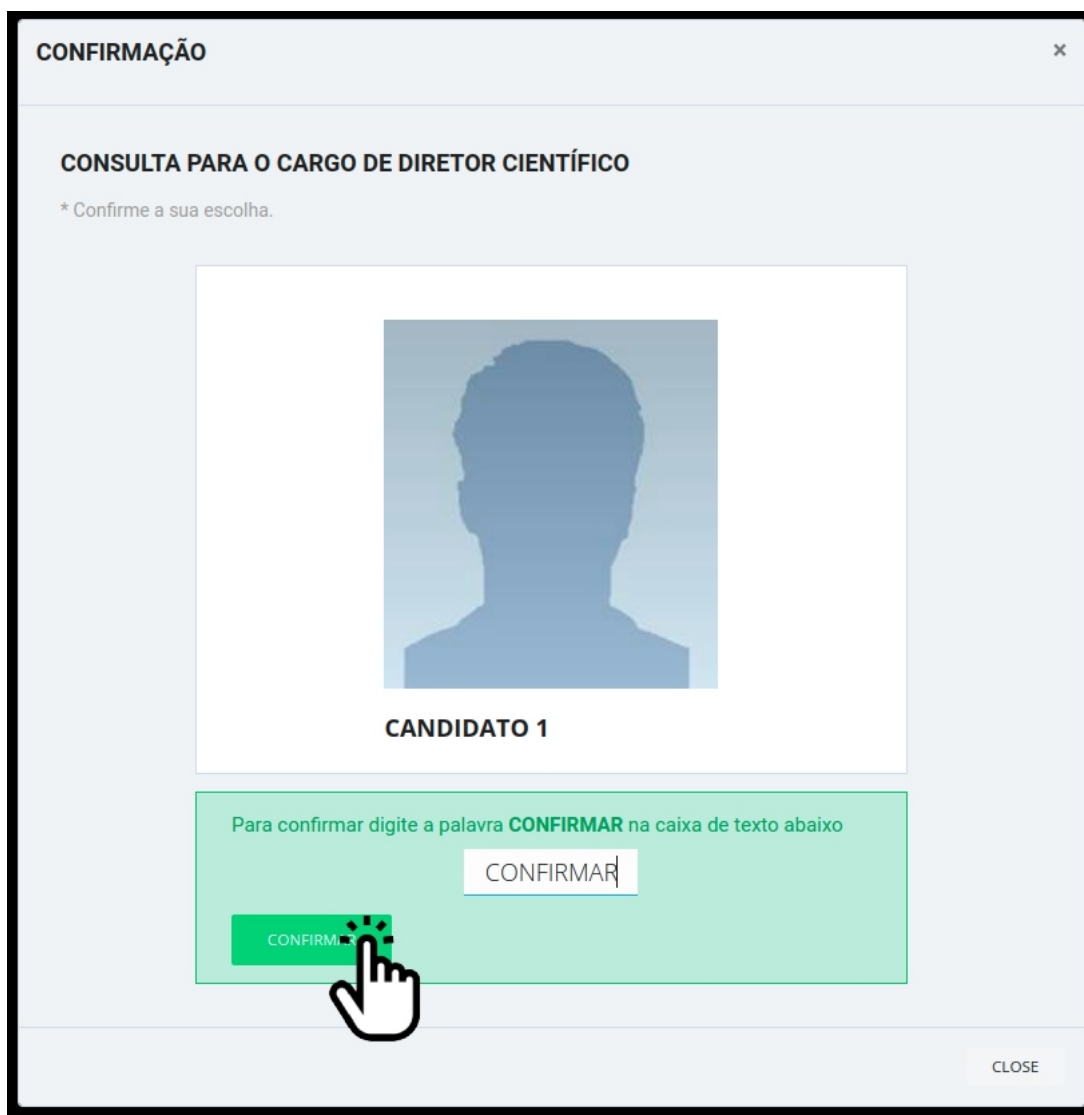 CONFIRMAÇÃO ×
CONSULTA PARA O CARGO DE DIRETOR CIENTÍFICO
* Confirme a sua escolha.
CANDIDATO 1
Para confirmar digite a palavra CONFIRMAR na caixa de texto abaixo
CONFIRMAR
CONFIRMAR
CLOSE